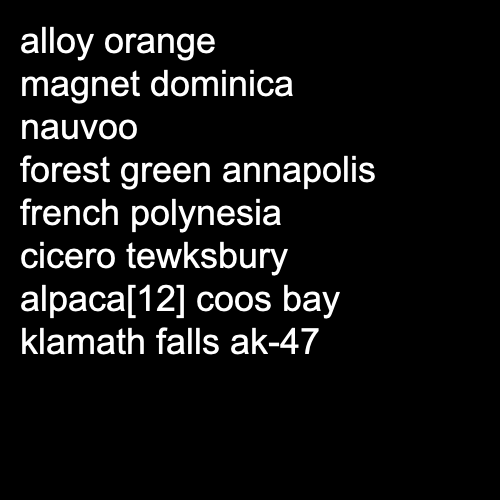 alloy orange
magnet dominica
nauvoo
forest green annapolis
french polynesia
cicero tewksbury
alpaca[12] coos bay
klamath falls ak-47